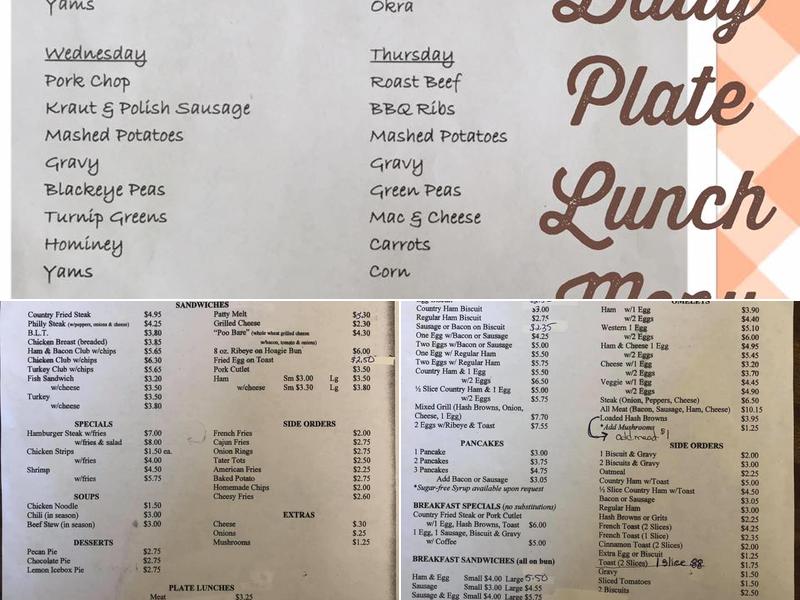 Yams
Okra
Daily
Plate
Lunch
Menu
Wednesday
Pork Chop
Kraut & Polish Sausage
Mashed Potatoes
Gravy
Blackeye Peas
Turnip Greens
Hominey
Yams
Thursday
Roast Beef
BBQ Ribs
Mashed Potatoes
Gravy
Green Peas
Mac & Cheese
Carrots
Corn
SANDWICHES
Country Fried Steak $4.95
Philly Steak (w/peppers, onions & cheese) $4.25
B.L.T. $3.80
Chicken Breast (breaded) $3.85
Ham & Bacon Club w/chips $5.65
Chicken Club w/chips $6.30
Turkey Club w/chips $5.65
Fish Sandwich $3.20
w/cheese $3.50
Turkey $3.50
w/cheese $3.80
Patty Melt $5.30
Grilled Cheese $2.30
"Poo Bare" (whole wheat grilled cheese $4.30
w/bacon, tomato & onions)
8 oz. Ribeye on Hoagie Bun $6.00
Fried Egg on Toast $2.50
Pork Cutlet $3.50
Ham Sm $3.00 Lg $3.50
w/cheese Sm $3.30 Lg $3.80
SPECIALS
Hamburger Steak w/fries $7.00
w/fries & salad $8.00
Chicken Strips $1.50 ea.
w/fries $4.00
Shrimp $4.50
w/fries $5.75
SOUPS
Chicken Noodle $1.50
Chili (in season) $3.00
Beef Stew (in season) $3.00
DESSERTS
Pecan Pie $2.75
Chocolate Pie $2.75
Lemon Icebox Pie $2.75
SIDE ORDERS
French Fries $2.00
Cajun Fries $2.75
Onion Rings $2.75
Tater Tots $2.50
American Fries $2.25
Baked Potato $2.75
Homemade Chips $2.00
Cheesy Fries $2.60
EXTRAS
Cheese $.30
Onions $.25
Mushrooms $1.25
PLATE LUNCHES
Meat $3.25
Country Ham Biscuit $3.00
Regular Ham Biscuit $2.75
Sausage or Bacon on Biscuit $2.35
One Egg w/Bacon or Sausage $4.25
Two Eggs w/Bacon or Sausage $5.00
One Egg w/ Regular Ham $5.50
Two Eggs w/ Regular Ham $5.75
Country Ham & 1 Egg $5.50
w/2 Eggs $6.50
½ Slice Country Ham & 1 Egg $5.00
w/2 Eggs $5.75
Mixed Grill (Hash Browns, Onion,
Cheese, 1 Egg) $7.70
2 Eggs w/Ribeye & Toast $7.55
PANCAKES
1 Pancake $3.00
2 Pancakes $3.75
3 Pancakes $4.75
Add Bacon or Sausage $3.05
*Sugar-free Syrup available upon request
BREAKFAST SPECIALS (no substitutions)
Country Fried Steak or Pork Cutlet
w/1 Egg, Hash Browns, Toast $6.00
1 Egg, 1 Sausage, Biscuit & Gravy
w/ Coffee $5.00
BREAKFAST SANDWICHES (all on bun)
Ham & Egg Small $4.00 Large 5.50
Sausage Small $3.00 Large $4.55
Sausage & Egg Small $4.00 Large $5.75
OMELETS
Ham w/1 Egg $3.90
w/2 Eggs $4.40
Western 1 Egg $5.10
w/2 Eggs $6.00
Ham & Cheese 1 Egg $4.95
w/2 Eggs $5.45
Cheese w/1 Egg $3.20
w/2 Eggs $3.70
Veggie w/1 Egg $4.45
w/2 Eggs $4.90
Steak (Onion, Peppers, Cheese) $6.50
All Meat (Bacon, Sausage, Ham, Cheese) $10.15
Loaded Hash Browns $3.95
*Add Mushrooms $1.25
add meat $1
SIDE ORDERS
1 Biscuit & Gravy $2.00
2 Biscuits & Gravy $3.00
Oatmeal $2.25
Country Ham w/Toast $5.00
½ Slice Country Ham w/Toast $4.50
Bacon or Sausage $3.05
Regular Ham $3.00
Hash Browns or Grits $2.25
French Toast (2 Slices) $4.25
French Toast (1 Slice) $2.35
Cinnamon Toast (2 Slices) $2.00
Extra Egg or Biscuit $1.25
Toast (2 Slices) 1 slice .88 $1.75
Gravy $1.50
Sliced Tomatoes $1.50
2 Biscuits $2.50